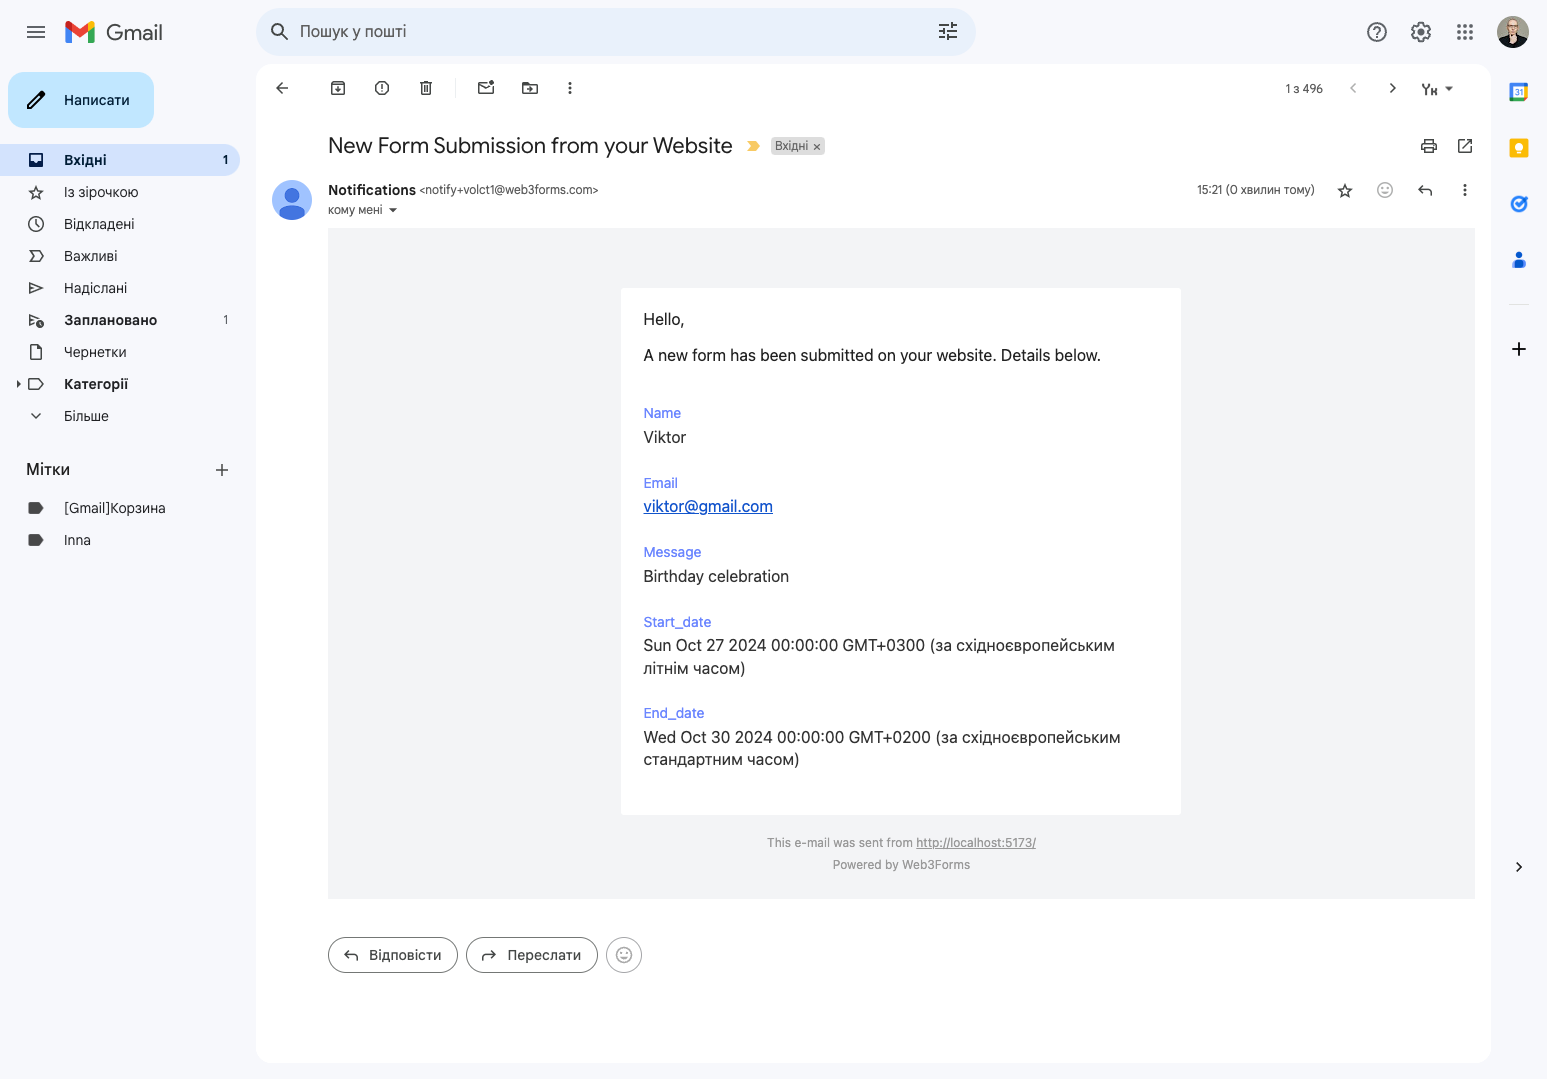 Gmail
Пошук у пошті
Написати
Вхідні 1
Із зірочкою
Відкладені
Важливі
Надіслані
Заплановано 1
Чернетки
Категорії
Більше
Мітки
[Gmail]Корзина
Inna
1 з 496
Ун
New Form Submission from your Website
Вхідні ×
Notifications <notify+volct1@web3forms.com>
15:21 (0 хвилин тому)
кому мені
Hello,
A new form has been submitted on your website. Details below.
Name
Viktor
Email
viktor@gmail.com
Message
Birthday celebration
Start_date
Sun Oct 27 2024 00:00:00 GMT+0300 (за східноєвропейським
літнім часом)
End_date
Wed Oct 30 2024 00:00:00 GMT+0200 (за східноєвропейським
стандартним часом)
This e-mail was sent from http://localhost:5173/
Powered by Web3Forms
Відповісти
Переслати
31